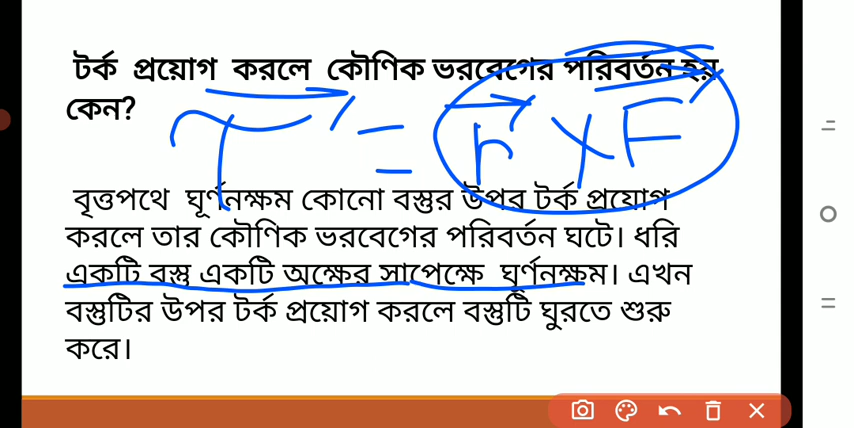 টর্ক প্রয়োগ করলে কৌণিক ভরবেগের পরিবর্তন হয়
কেন?
τ⃗ = r⃗ × F⃗
বৃত্তপথে ঘূর্ণনক্ষম কোনো বস্তুর উপর টর্ক প্রয়োগ
করলে তার কৌণিক ভরবেগের পরিবর্তন ঘটে। ধরি
একটি বস্তু একটি অক্ষের সাপেক্ষে ঘূর্ণনক্ষম। এখন
বস্তুটির উপর টর্ক প্রয়োগ করলে বস্তুটি ঘুরতে শুরু
করে।